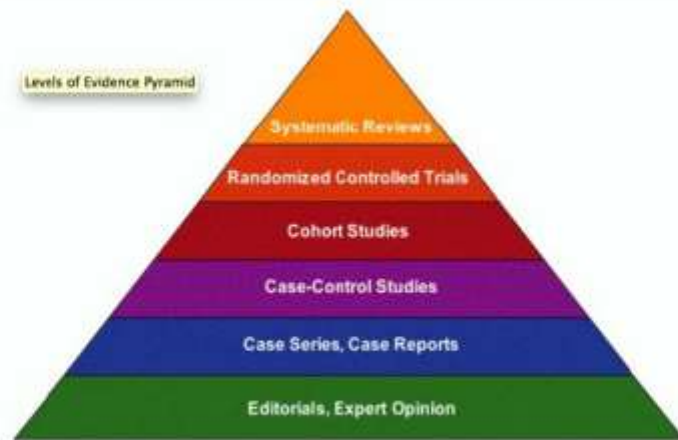 Levels of Evidence Pyramid
Systematic Reviews
Randomized Controlled Trials
Cohort Studies
Case-Control Studies
Case Series, Case Reports
Editorials, Expert Opinion